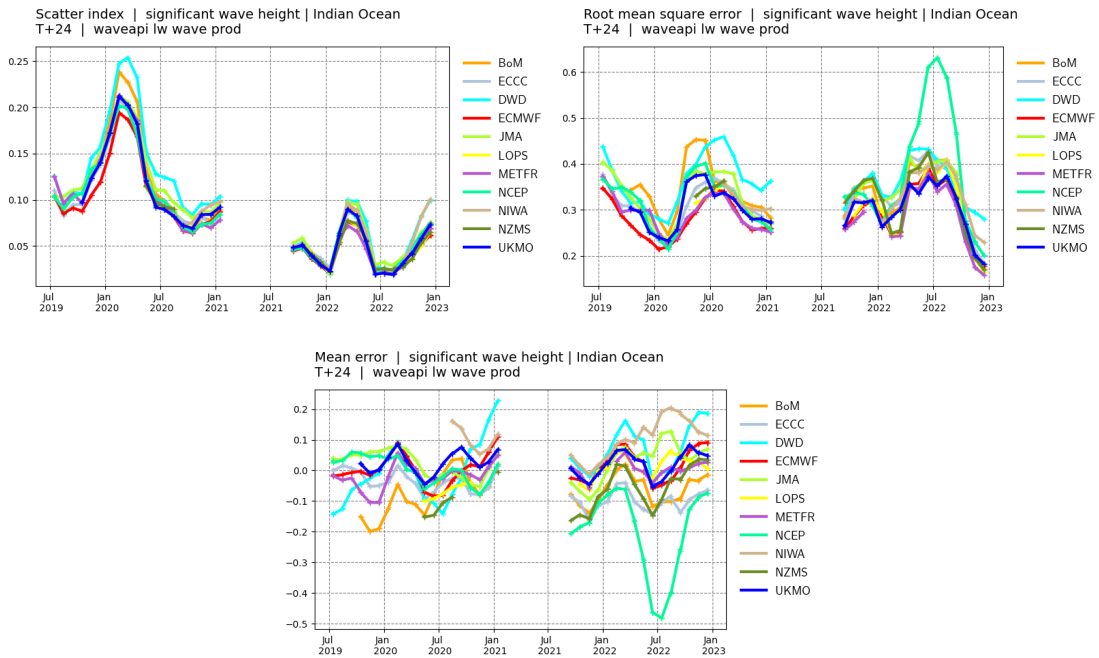 Scatter index | significant wave height | Indian Ocean
T+24 | waveapi lw wave prod
0.25
0.20
0.15
0.10
0.05
Jul 2019
Jan 2020
Jul 2020
Jan 2021
Jul 2021
Jan 2022
Jul 2022
Jan 2023
BoM
ECCC
DWD
ECMWF
JMA
LOPS
METFR
NCEP
NIWA
NZMS
UKMO
Root mean square error | significant wave height | Indian Ocean
T+24 | waveapi lw wave prod
0.6
0.5
0.4
0.3
0.2
Jul 2019
Jan 2020
Jul 2020
Jan 2021
Jul 2021
Jan 2022
Jul 2022
Jan 2023
BoM
ECCC
DWD
ECMWF
JMA
LOPS
METFR
NCEP
NIWA
NZMS
UKMO
Mean error | significant wave height | Indian Ocean
T+24 | waveapi lw wave prod
0.2
0.1
0.0
−0.1
−0.2
−0.3
−0.4
−0.5
Jul 2019
Jan 2020
Jul 2020
Jan 2021
Jul 2021
Jan 2022
Jul 2022
Jan 2023
BoM
ECCC
DWD
ECMWF
JMA
LOPS
METFR
NCEP
NIWA
NZMS
UKMO